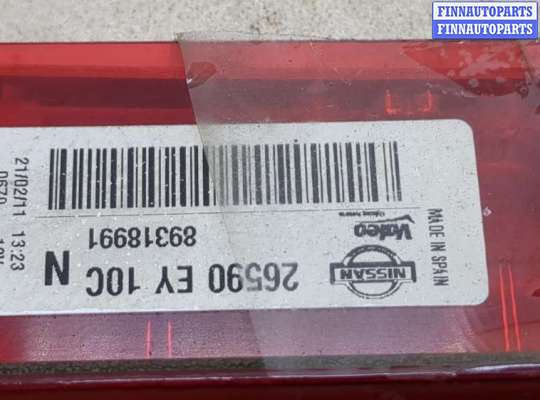 FINNAUTOPARTS
FINNAUTOPARTS
26590 EY 10C N
NISSAN
89318991
Valeo
MADE IN SPAIN
21/02/11 13:23